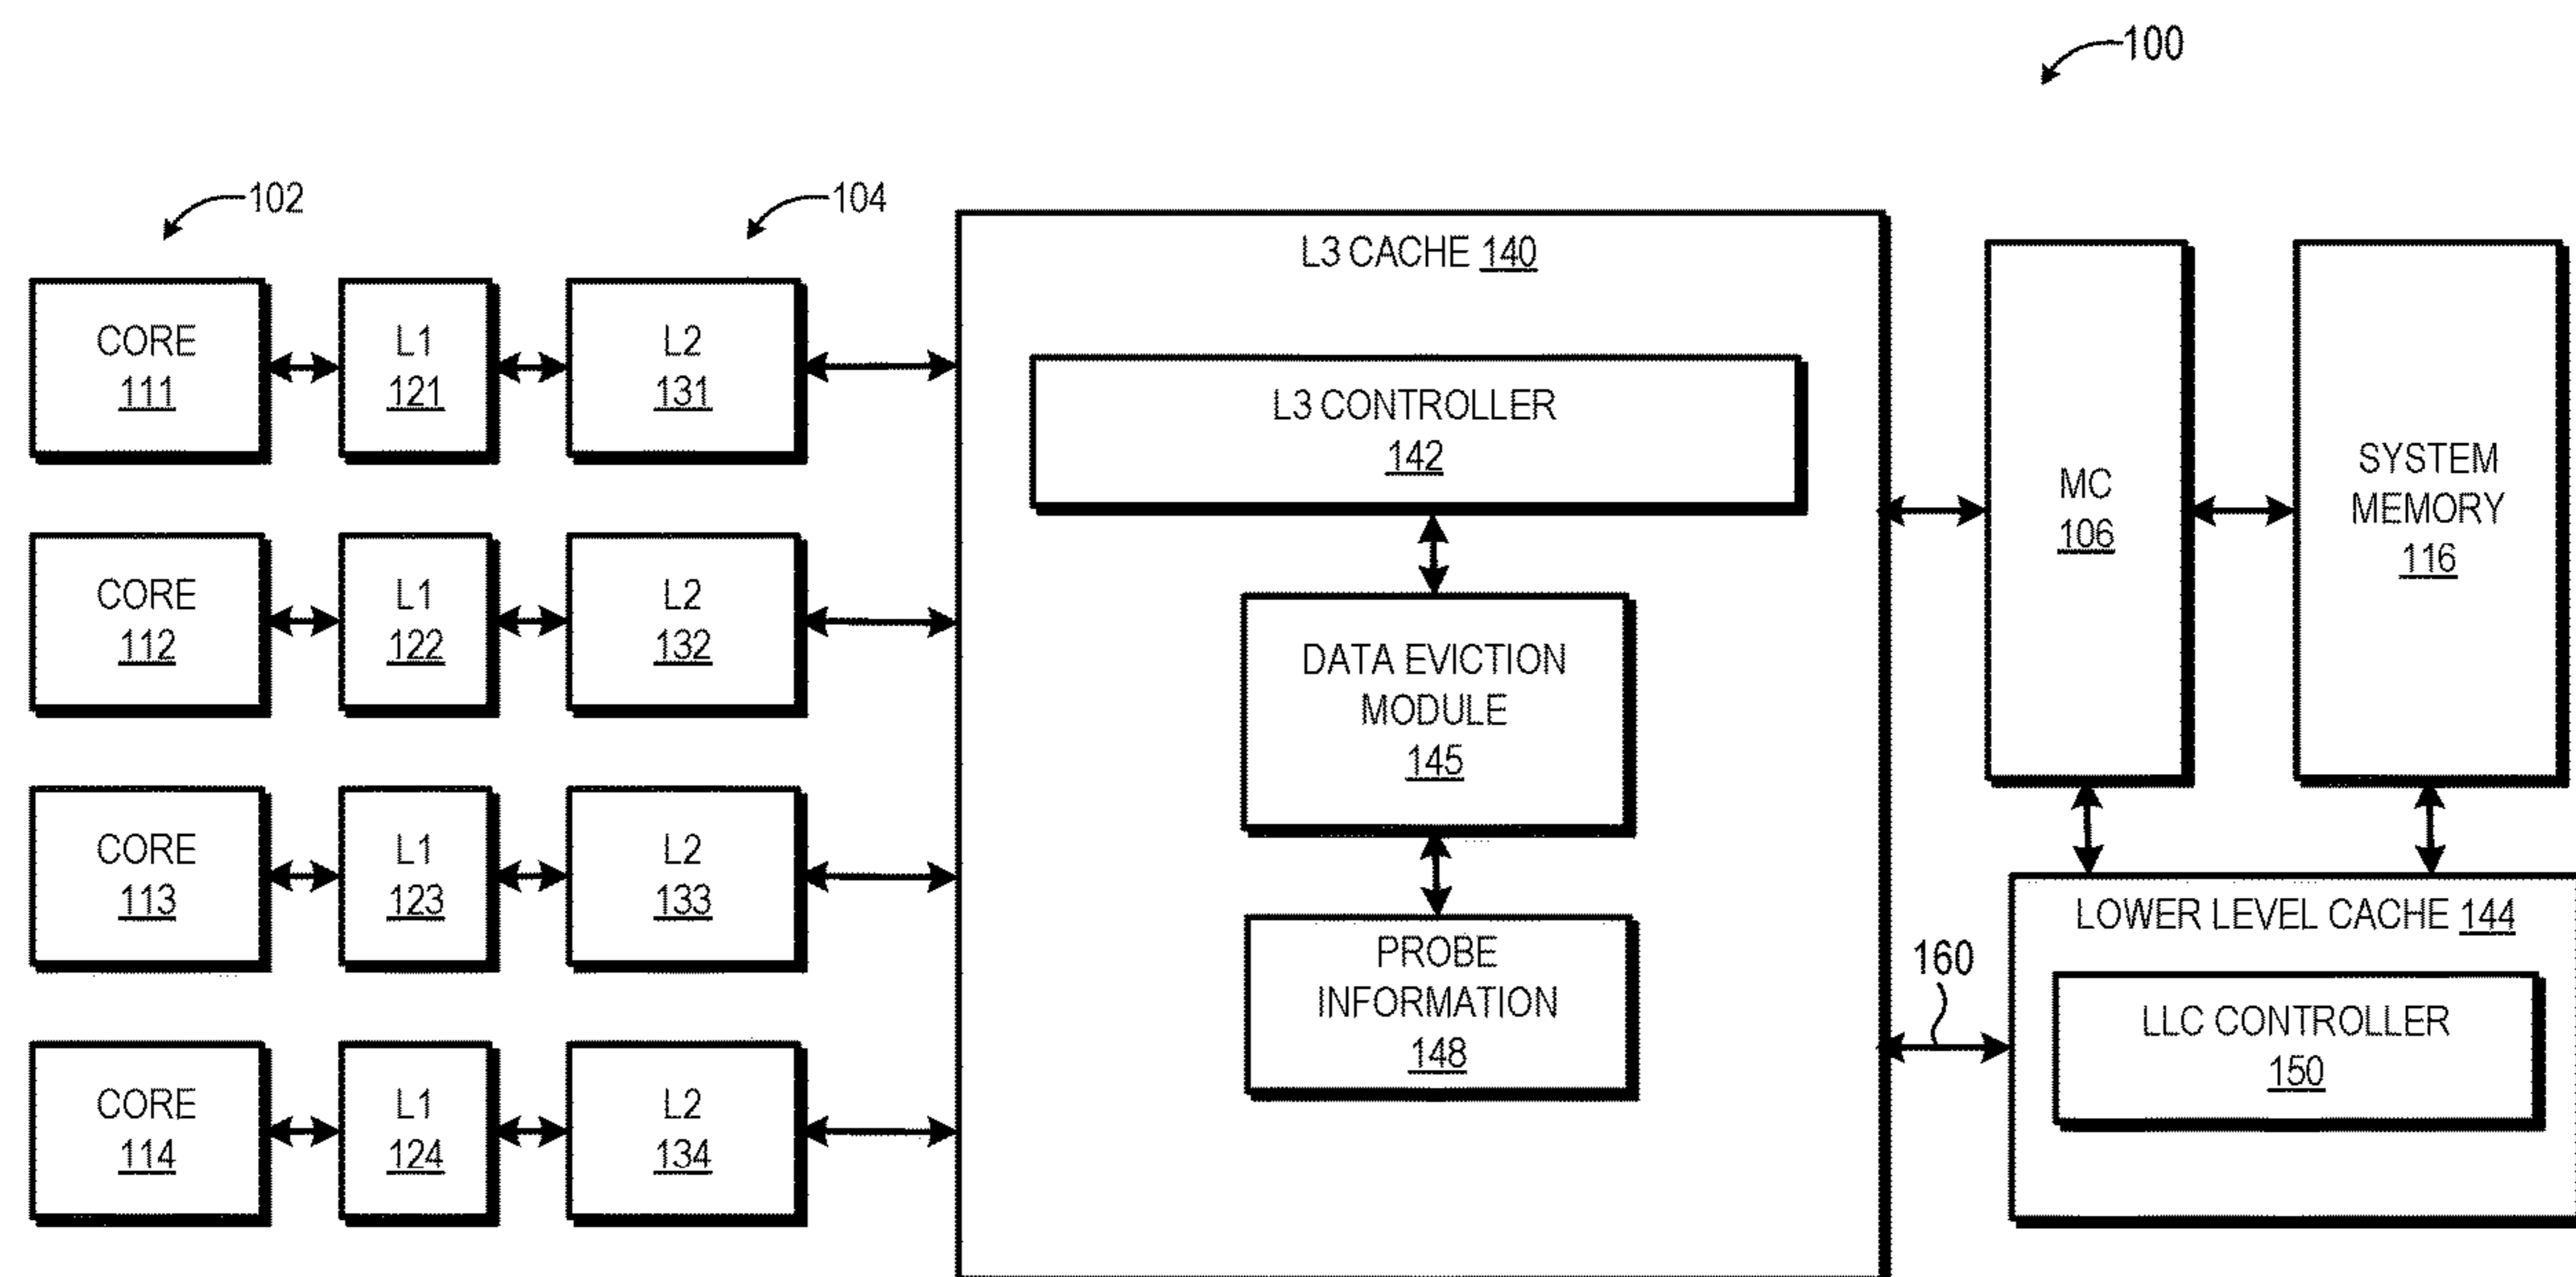 100
102
104
CORE
111
L1
121
L2
131
CORE
112
L1
122
L2
132
CORE
113
L1
123
L2
133
CORE
114
L1
124
L2
134
L3 CACHE 140
L3 CONTROLLER
142
DATA EVICTION
MODULE
145
PROBE
INFORMATION
148
MC
106
SYSTEM
MEMORY
116
160
LOWER LEVEL CACHE 144
LLC CONTROLLER
150